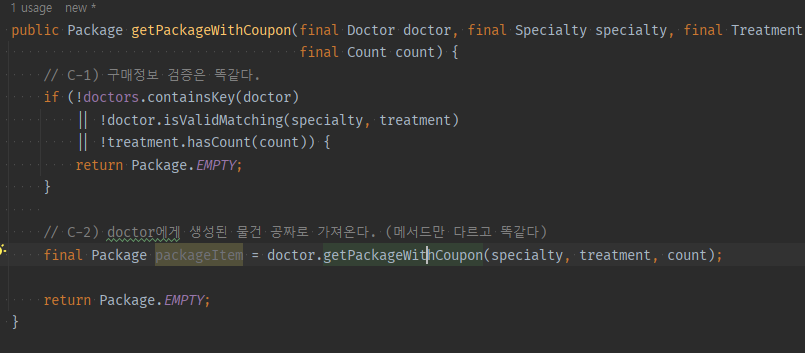 1 usage new *
public Package getPackageWithCoupon(final Doctor doctor, final Specialty specialty, final Treatment
final Count count) {
// C-1) 구매정보 검증은 똑같다.
if (!doctors.containsKey(doctor)
|| !doctor.isValidMatching(specialty, treatment)
|| !treatment.hasCount(count)) {
return Package.EMPTY;
}
// C-2) doctor에게 생성된 물건 공짜로 가져온다. (메서드만 다르고 똑같다)
final Package packageItem = doctor.getPackageWithCoupon(specialty, treatment, count);
return Package.EMPTY;
}